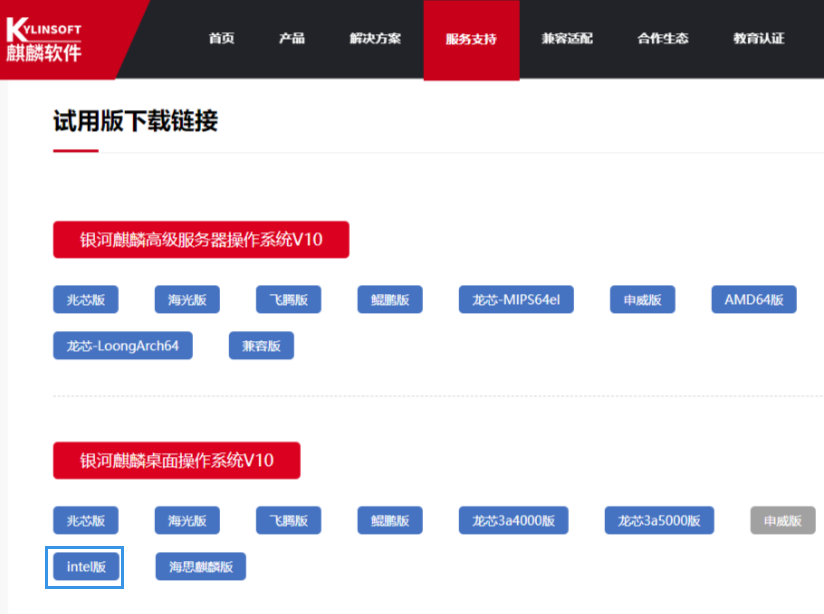 KYLINSOFT
麒麟软件
首页 产品 解决方案 服务支持 兼容适配 合作生态 教育认证
试用版下载链接
银河麒麟高级服务器操作系统V10
兆芯版 海光版 飞腾版 鲲鹏版 龙芯-MIPS64el 申威版 AMD64版
龙芯-LoongArch64 兼容版
银河麒麟桌面操作系统V10
兆芯版 海光版 飞腾版 鲲鹏版 龙芯3a4000版 龙芯3a5000版 申威版
intel版 海思麒麟版